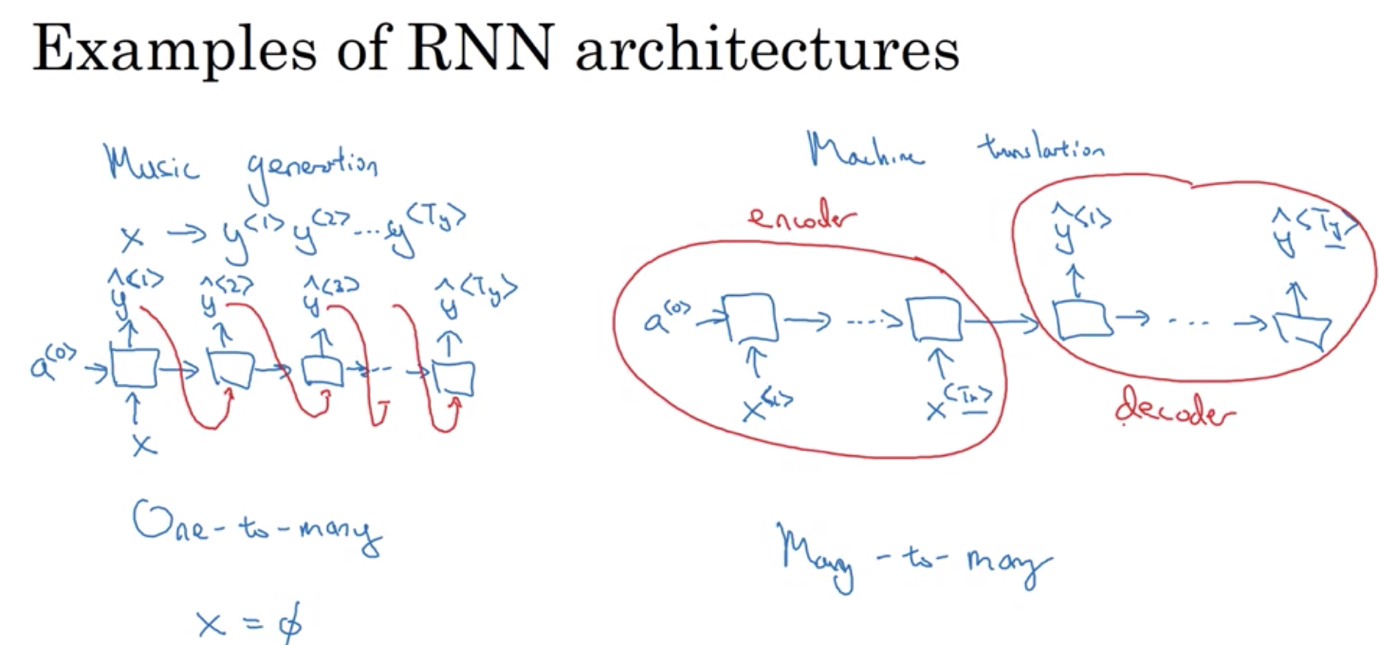 Examples of RNN architectures
Music generation
x → y<1> y<2> ... y<Ty>
ŷ<1> ŷ<2> ŷ<3> ŷ<Ty>
a<0>
x
One-to-many
x = ϕ
Machine translation
encoder
ŷ<1> ŷ<Ty>
a<0>
x<1> x<Tx>
decoder
Many-to-many